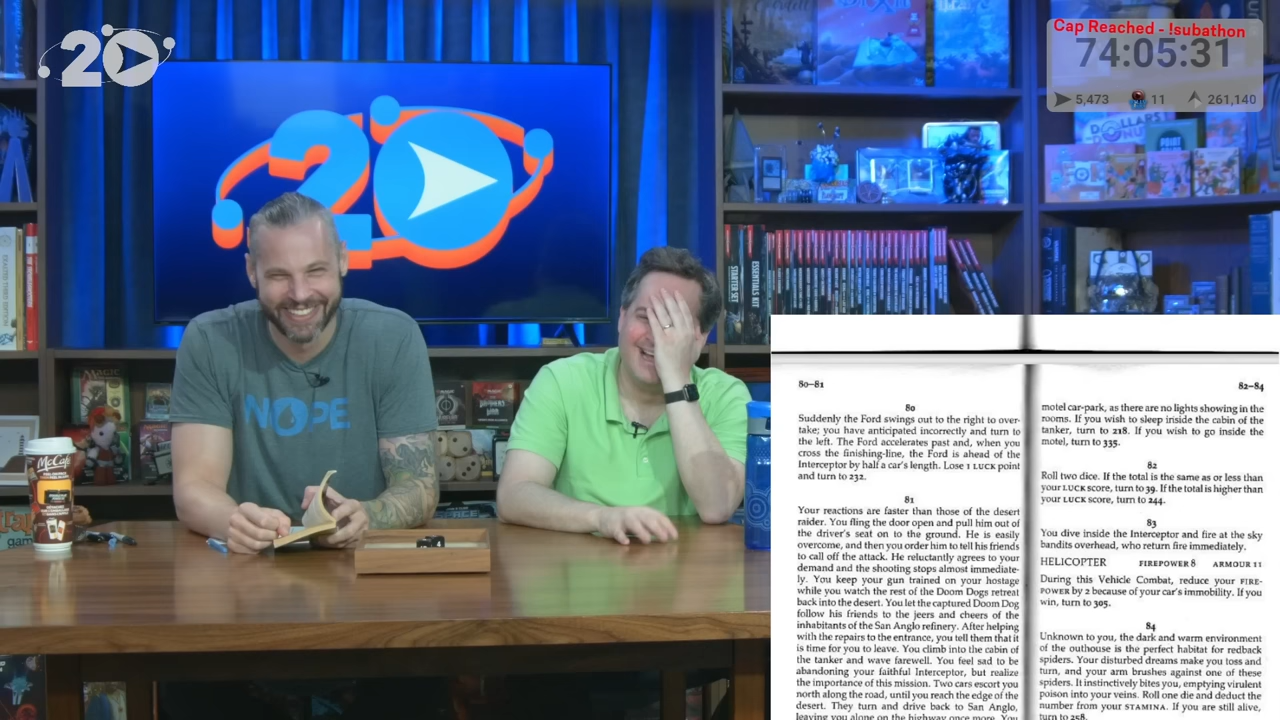 20
Cap Reached - !subathon
74:05:31
5,473
11
261,140
20
DOLLARS
STARTER SET
ESSENTIALS KIT
MAGIC
NOPE
McCafé
80–81
80
Suddenly the Ford swings out to the right to over-
take; you have anticipated incorrectly and turn to
the left. The Ford accelerates past and, when you
cross the finishing-line, the Ford is ahead of the
Interceptor by half a car's length. Lose 1 LUCK point
and turn to 232.
81
Your reactions are faster than those of the desert
raider. You fling the door open and pull him out of
the driver's seat on to the ground. He is easily
overcome, and then you order him to tell his friends
to call off the attack. He reluctantly agrees to your
demand and the shooting stops almost immediate-
ly. You keep your gun trained on your hostage
while you watch the rest of the Doom Dogs retreat
back into the desert. You let the captured Doom Dog
follow his friends to the jeers and cheers of the
inhabitants of the San Anglo refinery. After helping
with the repairs to the entrance, you tell them that it
is time for you to leave. You climb into the cabin of
the tanker and wave farewell. You feel sad to be
abandoning your faithful Interceptor, but realize
the importance of this mission. Two cars escort you
north along the road, until you reach the edge of the
desert. They turn and drive back to San Anglo,
leaving you alone on the highway once more. You
82–84
motel car-park, as there are no lights showing in the
rooms. If you wish to sleep inside the cabin of the
tanker, turn to 218. If you wish to go inside the
motel, turn to 335.
82
Roll two dice. If the total is the same as or less than
your LUCK score, turn to 39. If the total is higher than
your LUCK score, turn to 244.
83
You dive inside the Interceptor and fire at the sky
bandits overhead, who return fire immediately.
HELICOPTER FIREPOWER 8 ARMOUR 11
During this Vehicle Combat, reduce your FIRE-
POWER by 2 because of your car's immobility. If you
win, turn to 305.
84
Unknown to you, the dark and warm environment
of the outhouse is the perfect habitat for redback
spiders. Your disturbed dreams make you toss and
turn, and your arm brushes against one of these
spiders. It instinctively bites you, emptying virulent
poison into your veins. Roll one die and deduct the
number from your STAMINA. If you are still alive,
turn to 258.